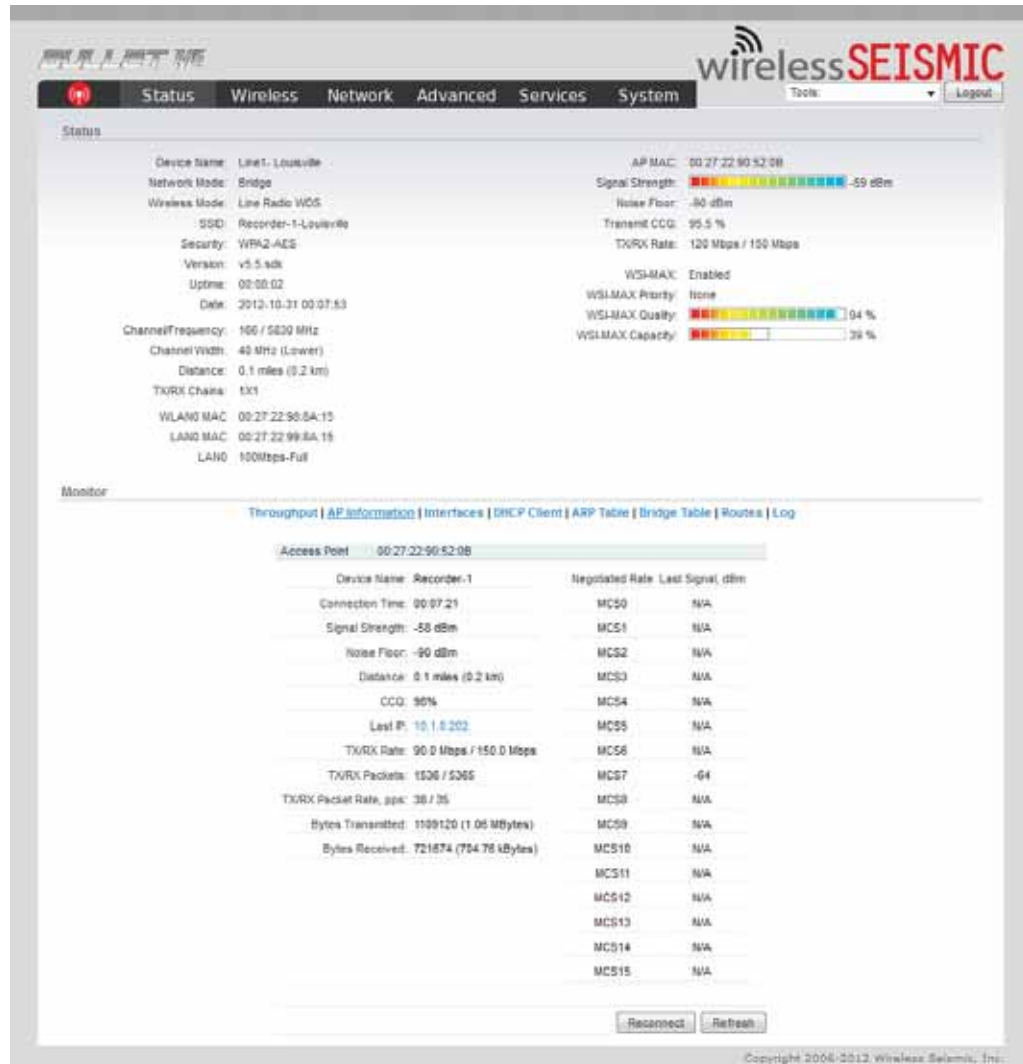 BULLET M5
wirelessSEISMIC
Status Wireless Network Advanced Services System
Tools: Logout
Status
Device Name: Line1- Louisville
Network Mode: Bridge
Wireless Mode: Line Radio WDS
SSID: Recorder-1-Louisville
Security: WPA2-AES
Version: v5.5.sdk
Uptime: 00:08:02
Date: 2012-10-31 00:07:53
Channel/Frequency: 166 / 5830 MHz
Channel Width: 40 MHz (Lower)
Distance: 0.1 miles (0.2 km)
TX/RX Chains: 1X1
WLAN0 MAC 00:27:22:98:8A:15
LAN0 MAC 00:27:22:99:8A:15
LAN0 100Mbps-Full
AP MAC: 00:27:22:90:52:0B
Signal Strength: -59 dBm
Noise Floor: -90 dBm
Transmit CCQ: 95.5 %
TX/RX Rate: 120 Mbps / 150 Mbps
WSI-MAX: Enabled
WSI-MAX Priority: None
WSI-MAX Quality: 94 %
WSI-MAX Capacity: 39 %
Monitor
Throughput | AP Information | Interfaces | DHCP Client | ARP Table | Bridge Table | Routes | Log
Access Point 00:27:22:90:52:0B
Device Name: Recorder-1
Connection Time: 00:07:21
Signal Strength: -58 dBm
Noise Floor: -90 dBm
Distance: 0.1 miles (0.2 km)
CCQ: 96%
Last IP: 10.1.0.202
TX/RX Rate: 90.0 Mbps / 150.0 Mbps
TX/RX Packets: 1536 / 5365
TX/RX Packet Rate, pps: 38 / 35
Bytes Transmitted: 1109120 (1.06 MBytes)
Bytes Received: 721674 (704.76 kBytes)
Negotiated Rate Last Signal, dBm
MCS0 N/A
MCS1 N/A
MCS2 N/A
MCS3 N/A
MCS4 N/A
MCS5 N/A
MCS6 N/A
MCS7 -64
MCS8 N/A
MCS9 N/A
MCS10 N/A
MCS11 N/A
MCS12 N/A
MCS13 N/A
MCS14 N/A
MCS15 N/A
Reconnect Refresh
Copyright 2006-2012 Wireless Seismic, Inc.